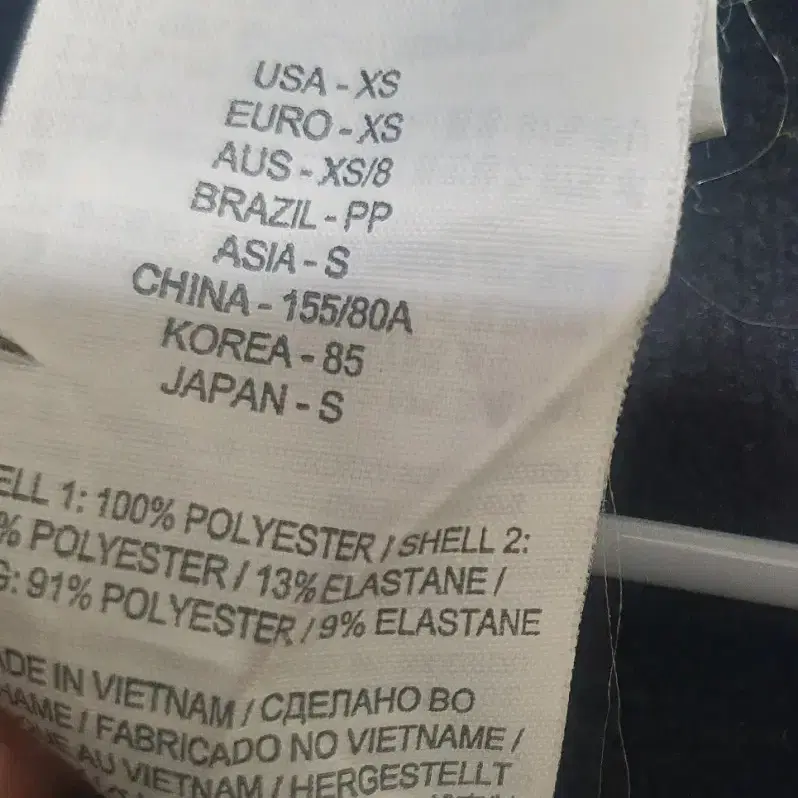 USA - XS
EURO - XS
AUS - XS/8
BRAZIL - PP
ASIA - S
CHINA - 155/80A
KOREA - 85
JAPAN - S
ELL 1: 100% POLYESTER / SHELL 2:
% POLYESTER / 13% ELASTANE /
G: 91% POLYESTER / 9% ELASTANE
ADE IN VIETNAM / СДЕЛАНО ВО
НАМЕ / FABRICADO NO VIETNAME /
AU VIETNAM / HERGESTELLT